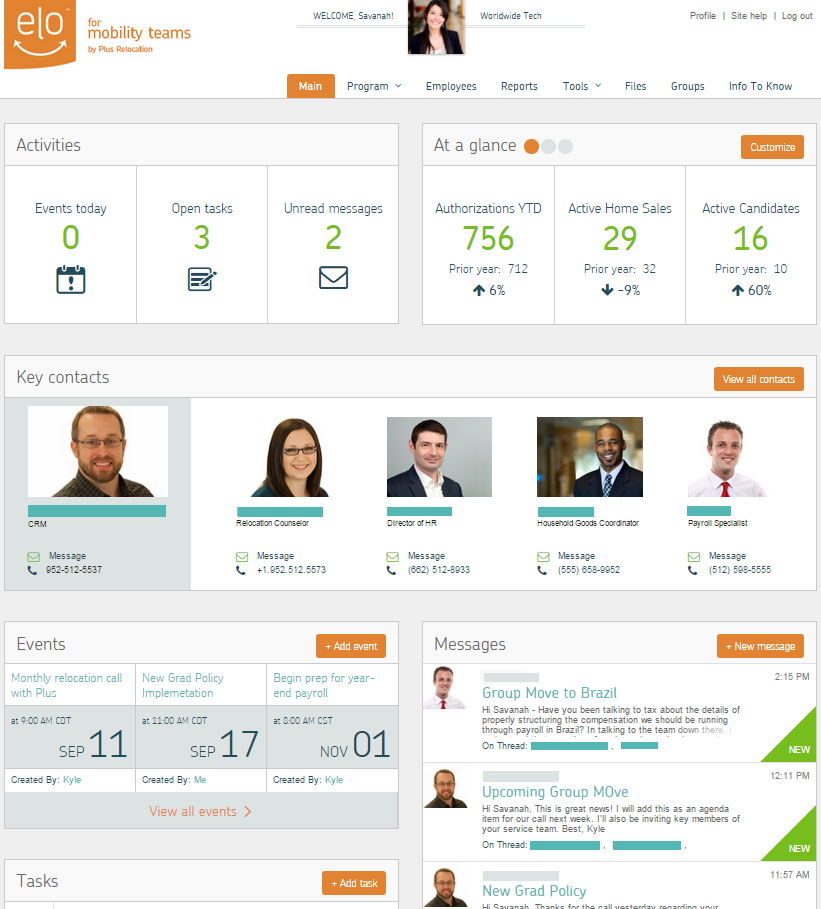 elo
for
mobility teams
by Plus Relocation
WELCOME, Savanah!
Worldwide Tech
Profile | Site help | Log out
Main
Program
Employees
Reports
Tools
Files
Groups
Info To Know
Activities
Events today
0
Open tasks
3
Unread messages
2
At a glance
Customize
Authorizations YTD
756
Prior year: 712
6%
Active Home Sales
29
Prior year: 32
-9%
Active Candidates
16
Prior year: 10
60%
Key contacts
View all contacts
CRM
Message
952-512-5537
Relocation Counselor
Message
+1.952.512.5573
Director of HR
Message
(662) 512-8933
Household Goods Coordinator
Message
(555) 658-9952
Payroll Specialist
Message
(512) 598-5555
Events
+ Add event
Monthly relocation call
with Plus
at 9:00 AM CDT
SEP 11
Created By: Kyle
New Grad Policy
Implemetation
at 11:00 AM CDT
SEP 17
Created By: Me
Begin prep for year-
end payroll
at 8:00 AM CST
NOV 01
Created By: Kyle
View all events
Tasks
+ Add task
Messages
+ New message
2:15 PM
Group Move to Brazil
Hi Savanah - Have you been talking to tax about the details of
properly structuring the compensation we should be running
through payroll in Brazil? In talking to the team down there, I
On Thread: ,
NEW
12:11 PM
Upcoming Group MOve
Hi Savanah, This is great news! I will add this as an agenda
item for our call next week. I'll also be inviting key members of
your service team. Best, Kyle
On Thread: , ,
NEW
11:57 AM
New Grad Policy
Hi Savanah, Thanks for the call yesterday regarding your